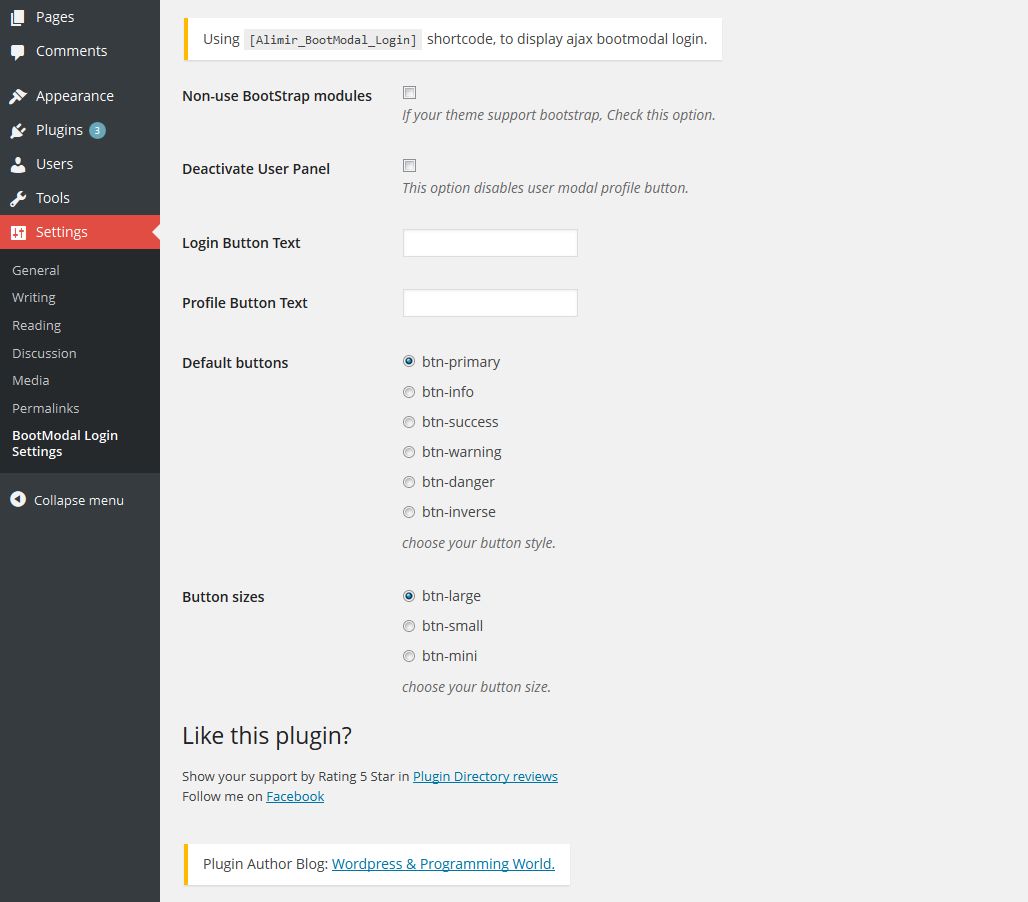 Pages
Comments
Appearance
Plugins 3
Users
Tools
Settings
General
Writing
Reading
Discussion
Media
Permalinks
BootModal Login
Settings
Collapse menu
Using [Alimir_BootModal_Login] shortcode, to display ajax bootmodal login.
Non-use BootStrap modules
If your theme support bootstrap, Check this option.
Deactivate User Panel
This option disables user modal profile button.
Login Button Text
Profile Button Text
Default buttons
btn-primary
btn-info
btn-success
btn-warning
btn-danger
btn-inverse
choose your button style.
Button sizes
btn-large
btn-small
btn-mini
choose your button size.
Like this plugin?
Show your support by Rating 5 Star in Plugin Directory reviews
Follow me on Facebook
Plugin Author Blog: Wordpress & Programming World.